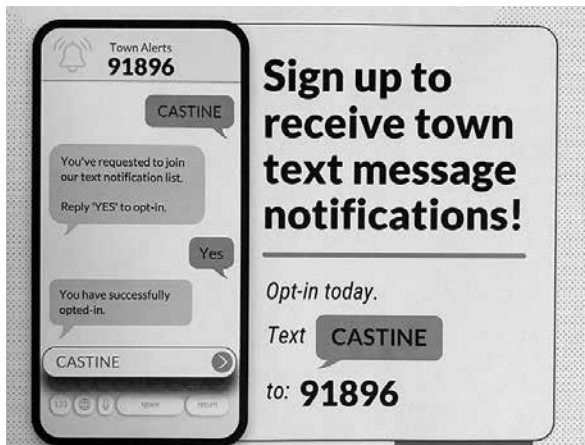 Town Alerts
91896
CASTINE
You've requested to join
our text notification list.
Reply 'YES' to opt-in.
Yes
You have successfully
opted-in.
CASTINE
123
space
return
Sign up to
receive town
text message
notifications!
Opt-in today.
Text CASTINE
to: 91896